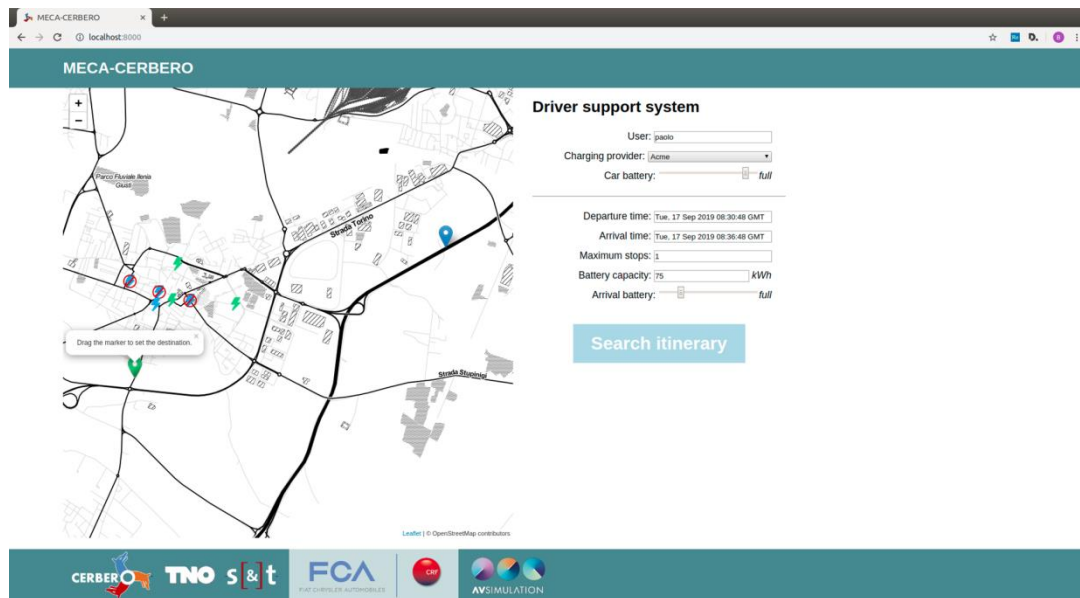 MECA-CERBERO
localhost:8000
MECA-CERBERO
+
−
Parco Fluviale Ilenia
Giusti
Strada Torino
Strada Stupinigi
Drag the marker to set the destination.
Leaflet | © OpenStreetMap contributors
Driver support system
User: paolo
Charging provider: Acme
Car battery: full
Departure time: Tue, 17 Sep 2019 08:30:48 GMT
Arrival time: Tue, 17 Sep 2019 08:36:48 GMT
Maximum stops: 1
Battery capacity: 75 kWh
Arrival battery: full
Search itinerary
CERBERO
TNO
s[&]t
FCA
FIAT CHRYSLER AUTOMOBILES
CRF
AVSIMULATION